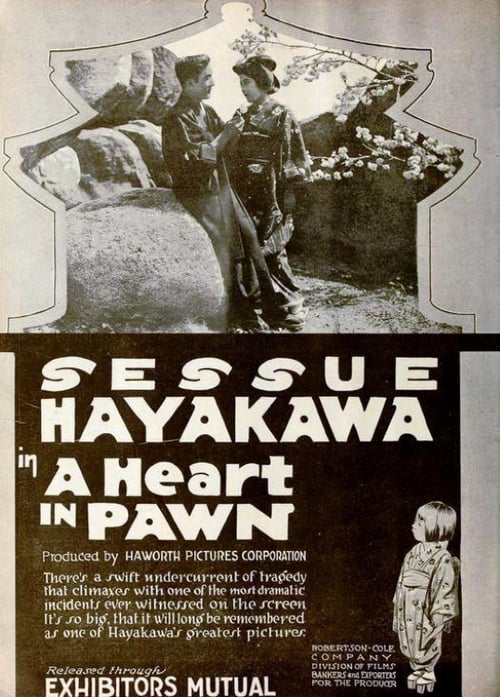 SESSUE
HAYAKAWA
in A Heart
IN PAWN
Produced by HAWORTH PICTURES CORPORATION
There's a swift undercurrent of tragedy
that climaxes with one of the most dramatic
incidents ever witnessed on the screen
It's so big, that it will long be remembered
as one of Hayakawa's greatest pictures
ROBERTSON-COLE
COMPANY
DIVISION OF FILMS
BANKERS and EXPORTERS
FOR THE PRODUCER
Released through
EXHIBITORS MUTUAL